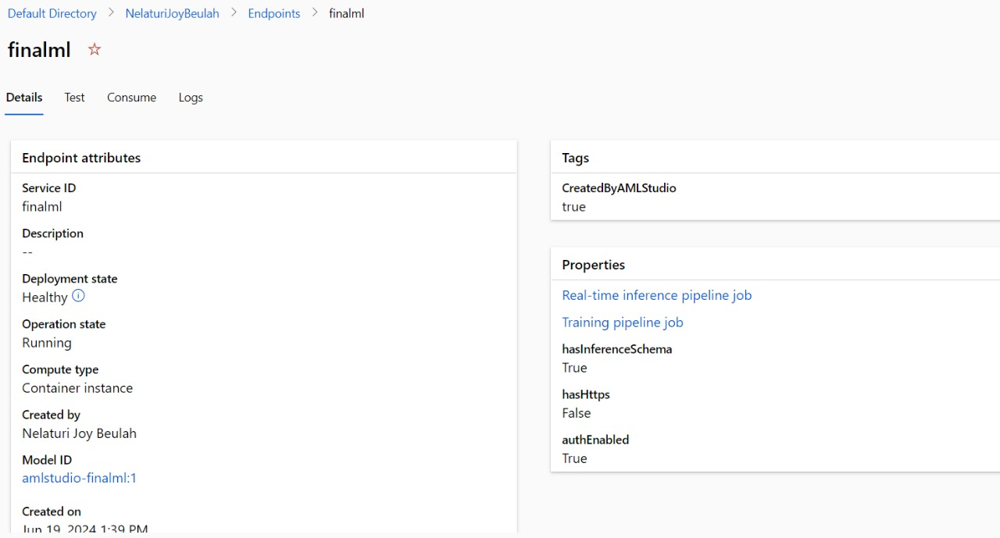 Default Directory > NelaturiJoyBeulah > Endpoints > finalml
finalml
Details Test Consume Logs
Endpoint attributes
Service ID
finalml
Description
--
Deployment state
Healthy
Operation state
Running
Compute type
Container instance
Created by
Nelaturi Joy Beulah
Model ID
amlstudio-finalml:1
Created on
Jun 19, 2024 1:39 PM
Tags
CreatedByAMLStudio
true
Properties
Real-time inference pipeline job
Training pipeline job
hasInferenceSchema
True
hasHttps
False
authEnabled
True